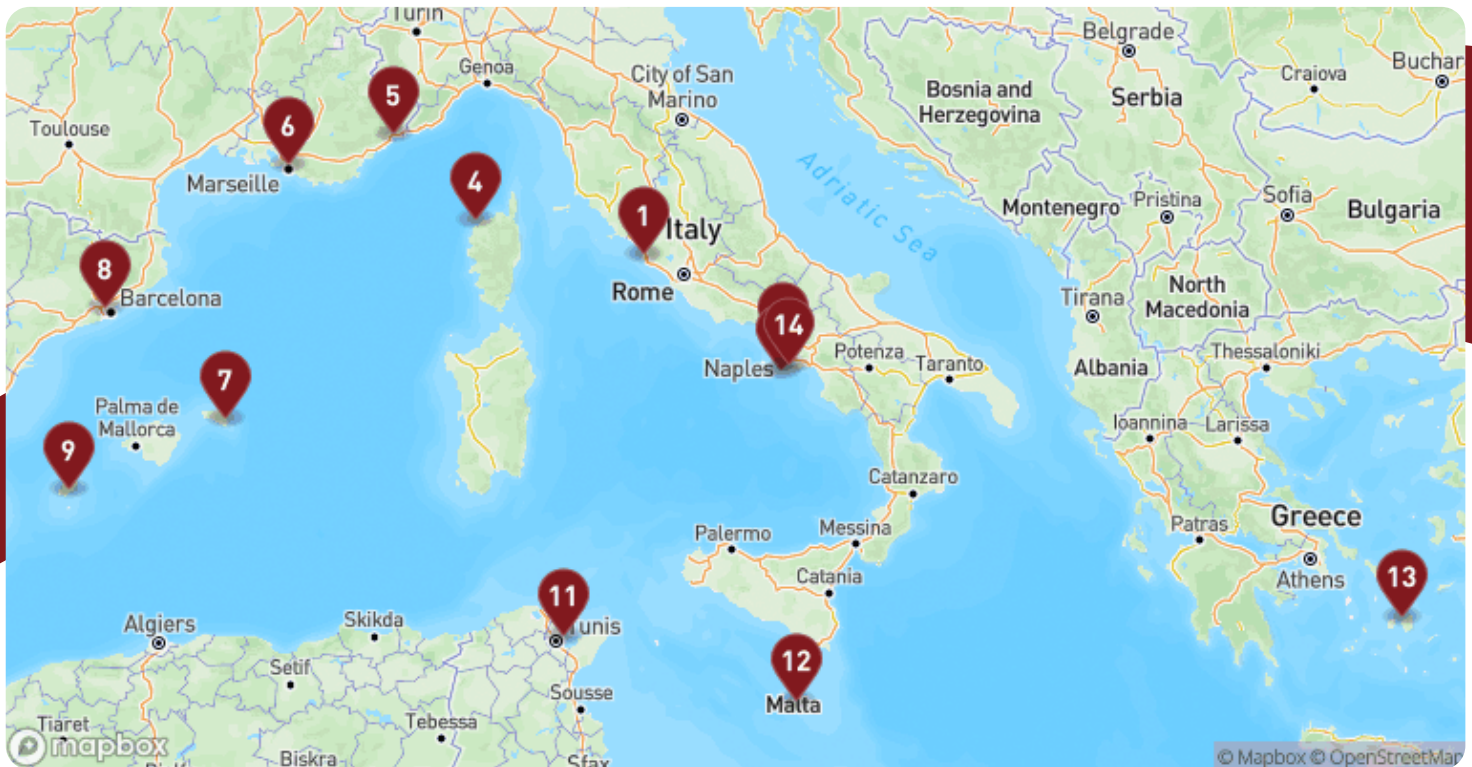 Turin
Belgrade
Genoa
City of San
Marino
Craiova
Buchar
Bosnia and
Herzegovina
Serbia
5
6
Toulouse
Adriatic Sea
Marseille
4
1
Italy
Montenegro
Pristina
Sofia
Bulgaria
8
Barcelona
Rome
Tirana
North
Macedonia
14
Naples
Potenza
Taranto
Albania
Thessaloniki
7
Palma de
Mallorca
Ioannina
Larissa
9
Catanzaro
Palermo
Messina
Patras
Greece
Athens
13
Catania
11
Tunis
Algiers
Skikda
Setif
12
Malta
Sousse
Tiaret
Tebessa
mapbox
Biskra
Sfax
© Mapbox © OpenStreetMap